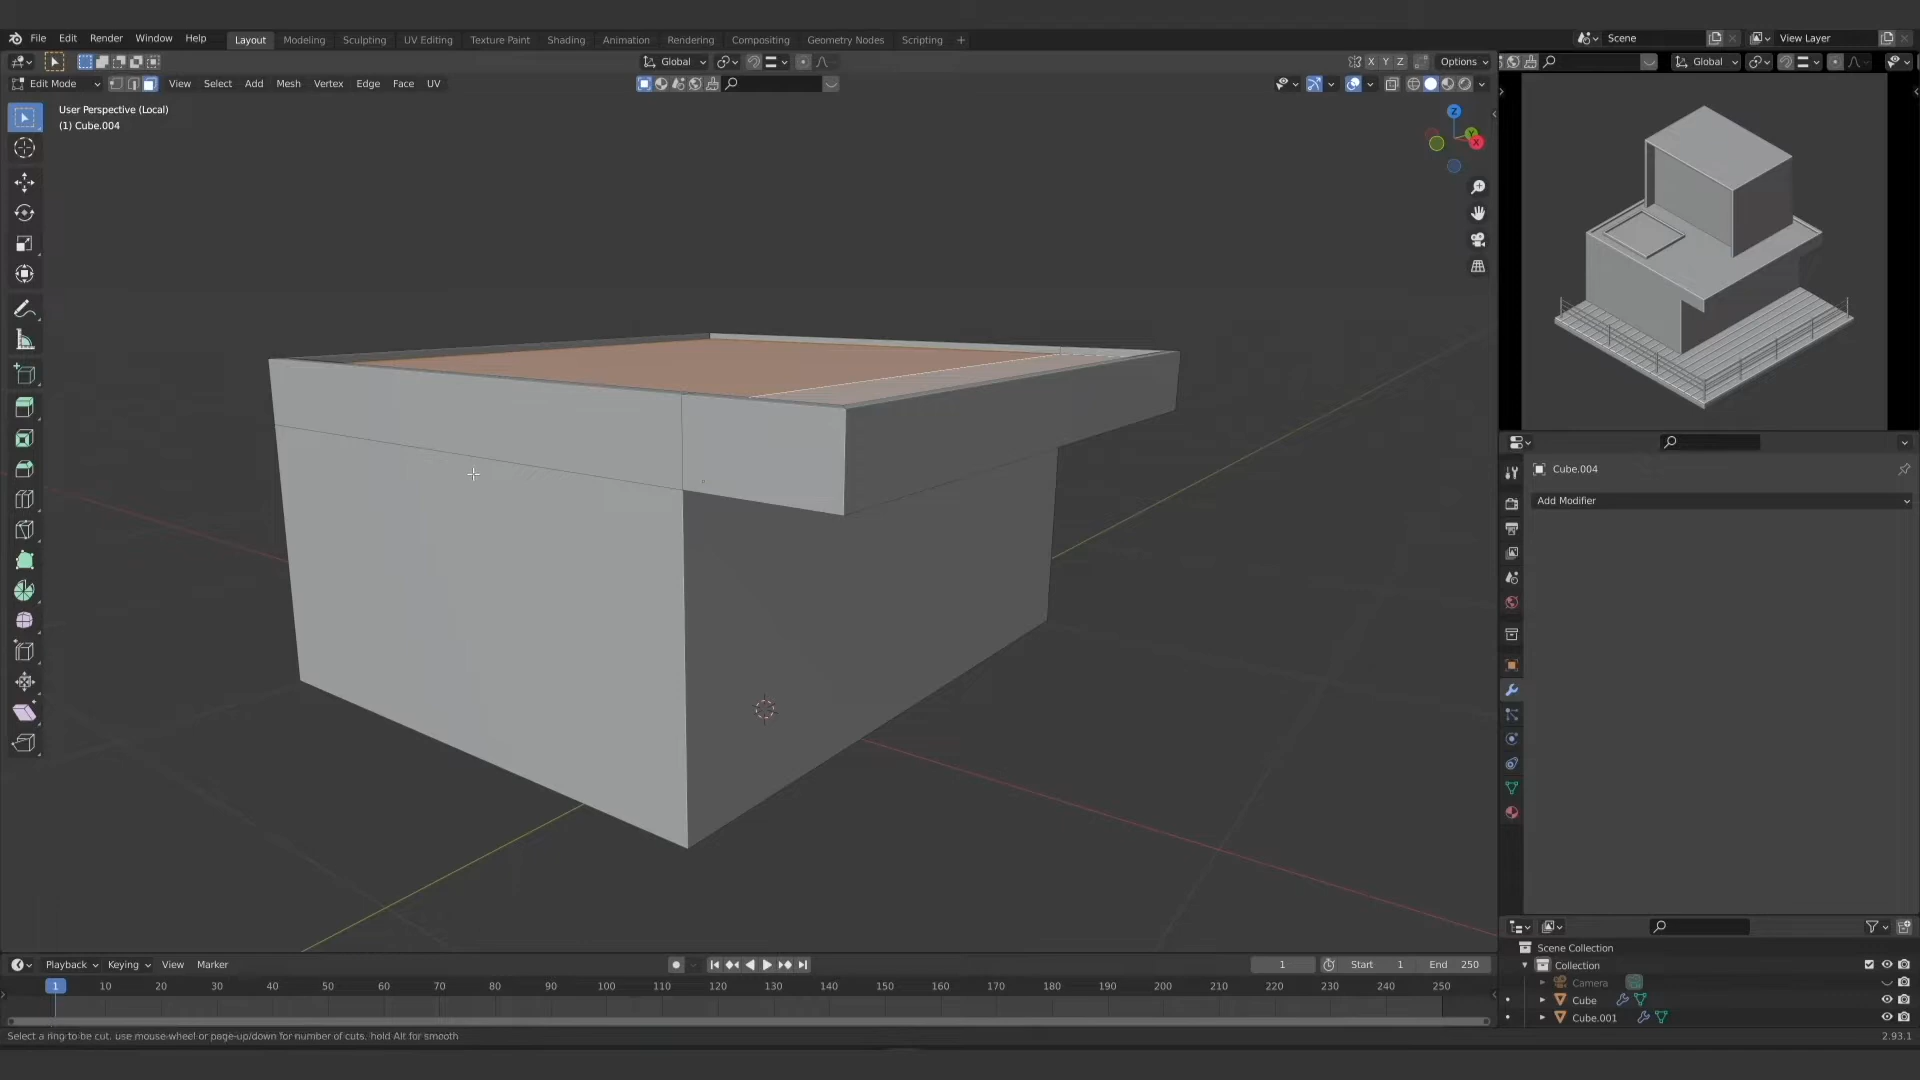 File Edit Render Window Help Layout Modeling Sculpting UV Editing Texture Paint Shading Animation Rendering Compositing Geometry Nodes Scripting + Scene View Layer
Global X Y Z Options Global
Edit Mode View Select Add Mesh Vertex Edge Face UV
User Perspective (Local)
(1) Cube.004
Z
Y
X
Cube.004
Add Modifier
Scene Collection
Collection
Camera
Cube
Cube.001
Playback Keying View Marker 1 Start 1 End 250
1 10 20 30 40 50 60 70 80 90 100 110 120 130 140 150 160 170 180 190 200 210 220 230 240 250
Select a ring to be cut, use mouse-wheel or page-up/down for number of cuts, hold Alt for smooth 2.93.1